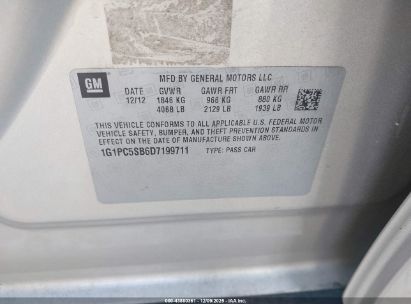 GM
MFD BY GENERAL MOTORS LLC
DATE GVWR GAWR FRT GAWR RR
12/12 1846 KG 966 KG 880 KG
4068 LB 2129 LB 1939 LB
THIS VEHICLE CONFORMS TO ALL APPLICABLE U.S. FEDERAL MOTOR
VEHICLE SAFETY, BUMPER, AND THEFT PREVENTION STANDARDS IN
EFFECT ON THE DATE OF MANUFACTURE SHOWN ABOVE.
1G1PC5SB6D7199711 TYPE: PASS CAR